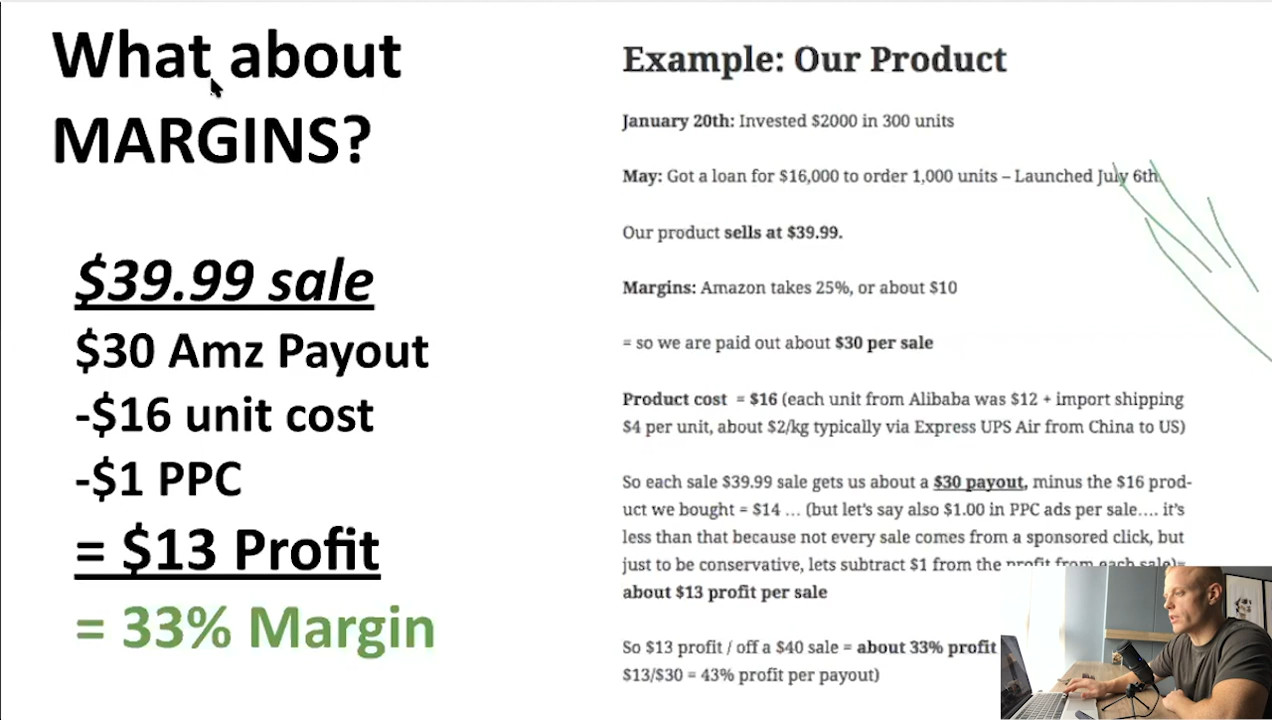 What about
MARGINS?
$39.99 sale
$30 Amz Payout
-$16 unit cost
-$1 PPC
= $13 Profit
= 33% Margin
Example: Our Product
January 20th: Invested $2000 in 300 units
May: Got a loan for $16,000 to order 1,000 units – Launched July 6th.
Our product sells at $39.99.
Margins: Amazon takes 25%, or about $10
= so we are paid out about $30 per sale
Product cost = $16 (each unit from Alibaba was $12 + import shipping
$4 per unit, about $2/kg typically via Express UPS Air from China to US)
So each sale $39.99 sale gets us about a $30 payout, minus the $16 prod-
uct we bought = $14 … (but let’s say also $1.00 in PPC ads per sale…. it’s
less than that because not every sale comes from a sponsored click, but
just to be conservative, lets subtract $1 from the profit from each sale)=
about $13 profit per sale
So $13 profit / off a $40 sale = about 33% profit
$13/$30 = 43% profit per payout)